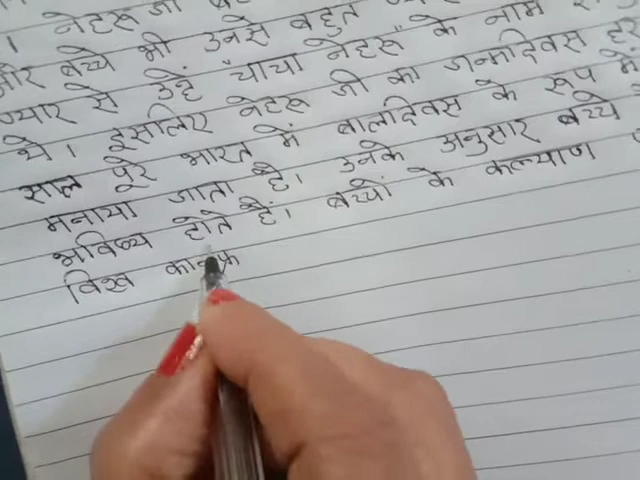 । नेहरू जी
और बच्चे भी उनसे बहुत
प्यार से उन्हें "चाचा नेहरू" के नाम से
थे। इसलिए नेहरू जी का जन्मदिवस हर
साल पूरे भारत में बालदिवस के रूप में
मनाया जाता है। उनके अनुसार बच्चे
भविष्य होते हैं। बच्चों के कल्याण
विश्व कानफ